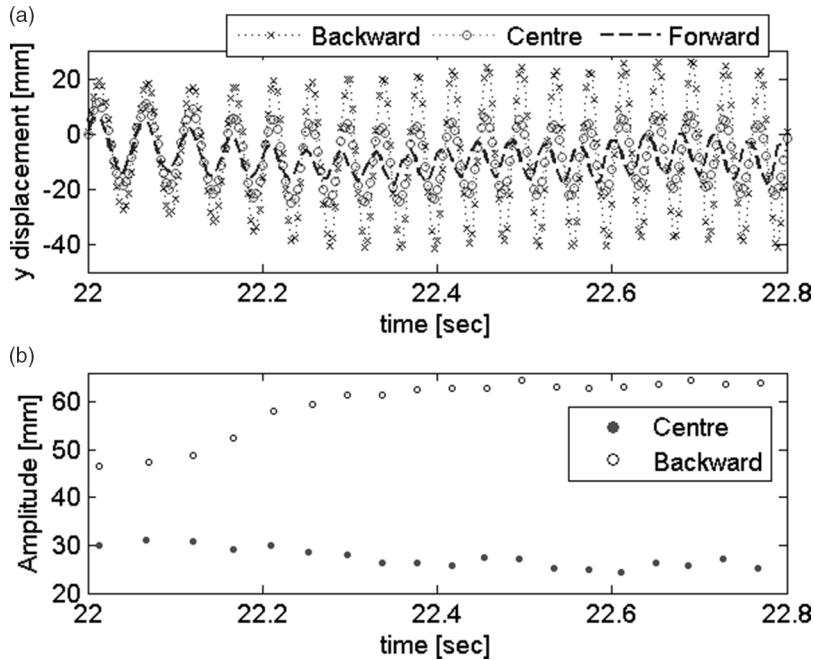 (a)
Backward Centre Forward
y displacement [mm]
20
0
-20
-40
22 22.2 22.4 22.6 22.8
time [sec]
(b)
Amplitude [mm]
60
50
40
30
20
Centre
Backward
22 22.2 22.4 22.6 22.8
time [sec]